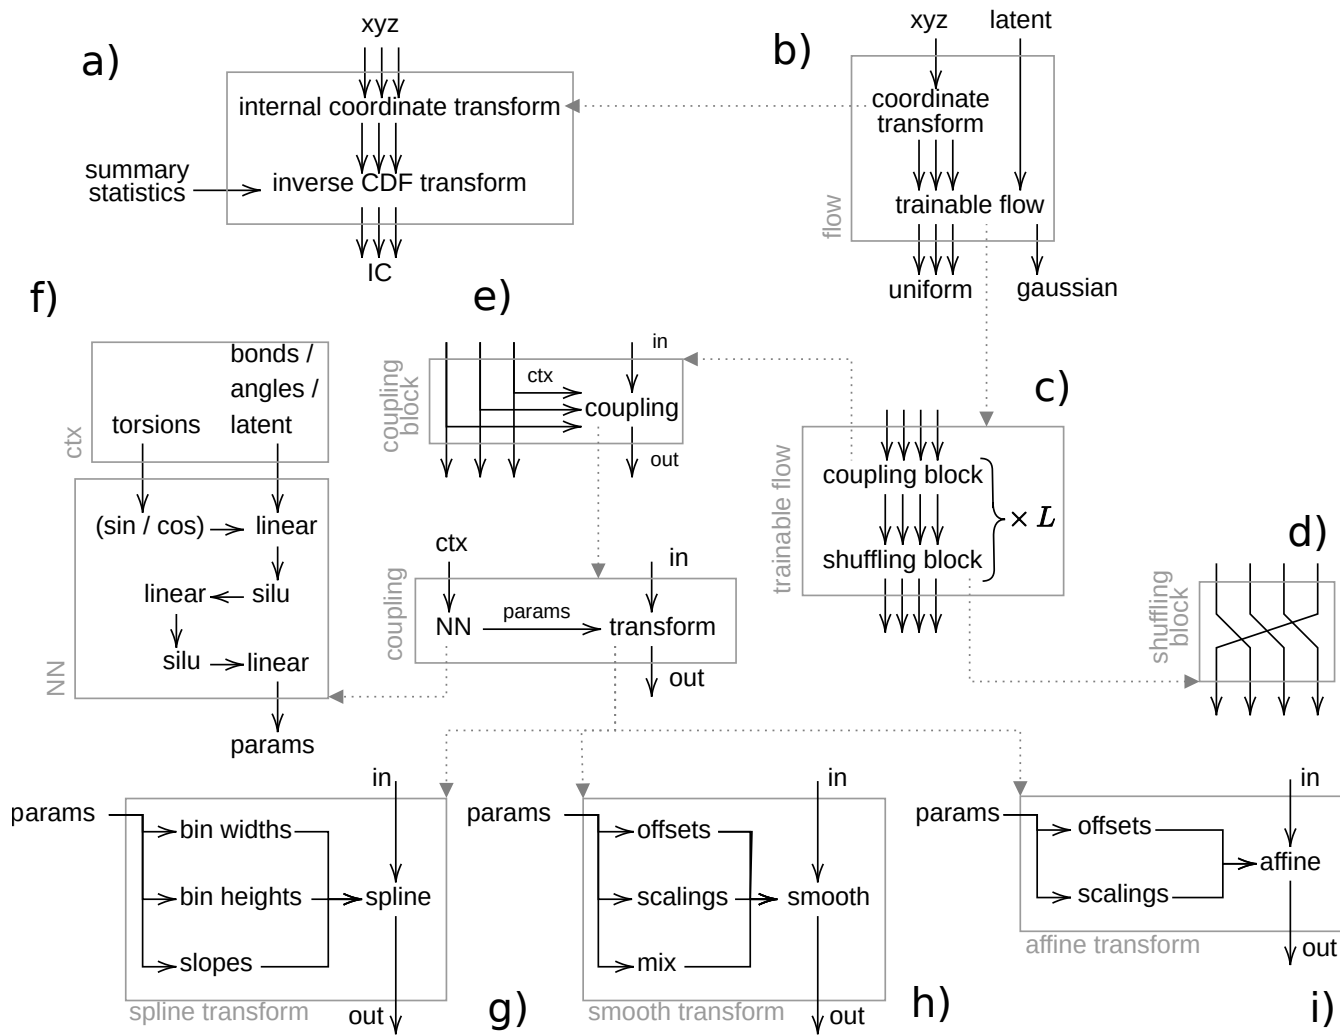 a)
xyz
internal coordinate transform
summary
statistics
inverse CDF transform
IC
b)
xyz
latent
coordinate
transform
trainable flow
flow
uniform
gaussian
c)
trainable flow
coupling block
shuffling block
× L
d)
shuffling
block
e)
coupling
block
in
ctx
coupling
out
ctx
in
coupling
NN
params
transform
out
f)
ctx
bonds /
angles /
torsions
latent
NN
(sin / cos)
linear
linear
silu
silu
linear
params
in
params
bin widths
bin heights
spline
slopes
spline transform
out
g)
in
params
offsets
scalings
smooth
mix
smooth transform
out
h)
in
params
offsets
affine
scalings
affine transform
out
i)